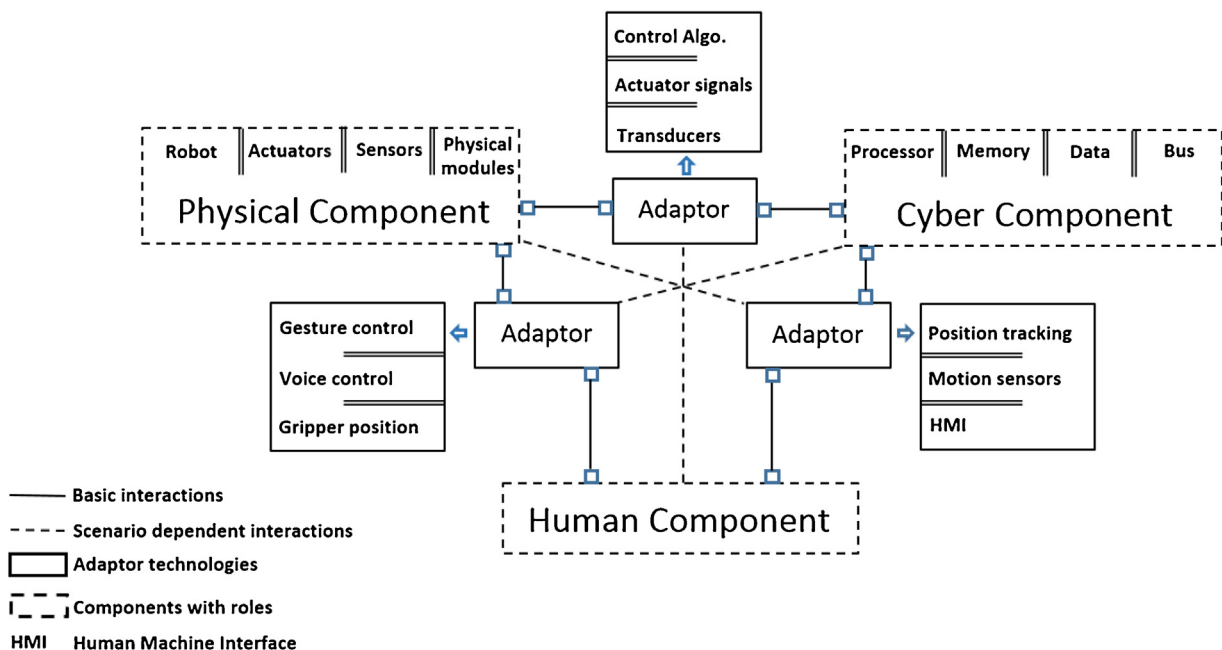 Control Algo.
Actuator signals
Transducers
Robot
Actuators
Sensors
Physical
modules
Physical Component
Adaptor
Processor
Memory
Data
Bus
Cyber Component
Gesture control
Voice control
Gripper position
Adaptor
Adaptor
Position tracking
Motion sensors
HMI
Human Component
Basic interactions
Scenario dependent interactions
Adaptor technologies
Components with roles
HMI Human Machine Interface